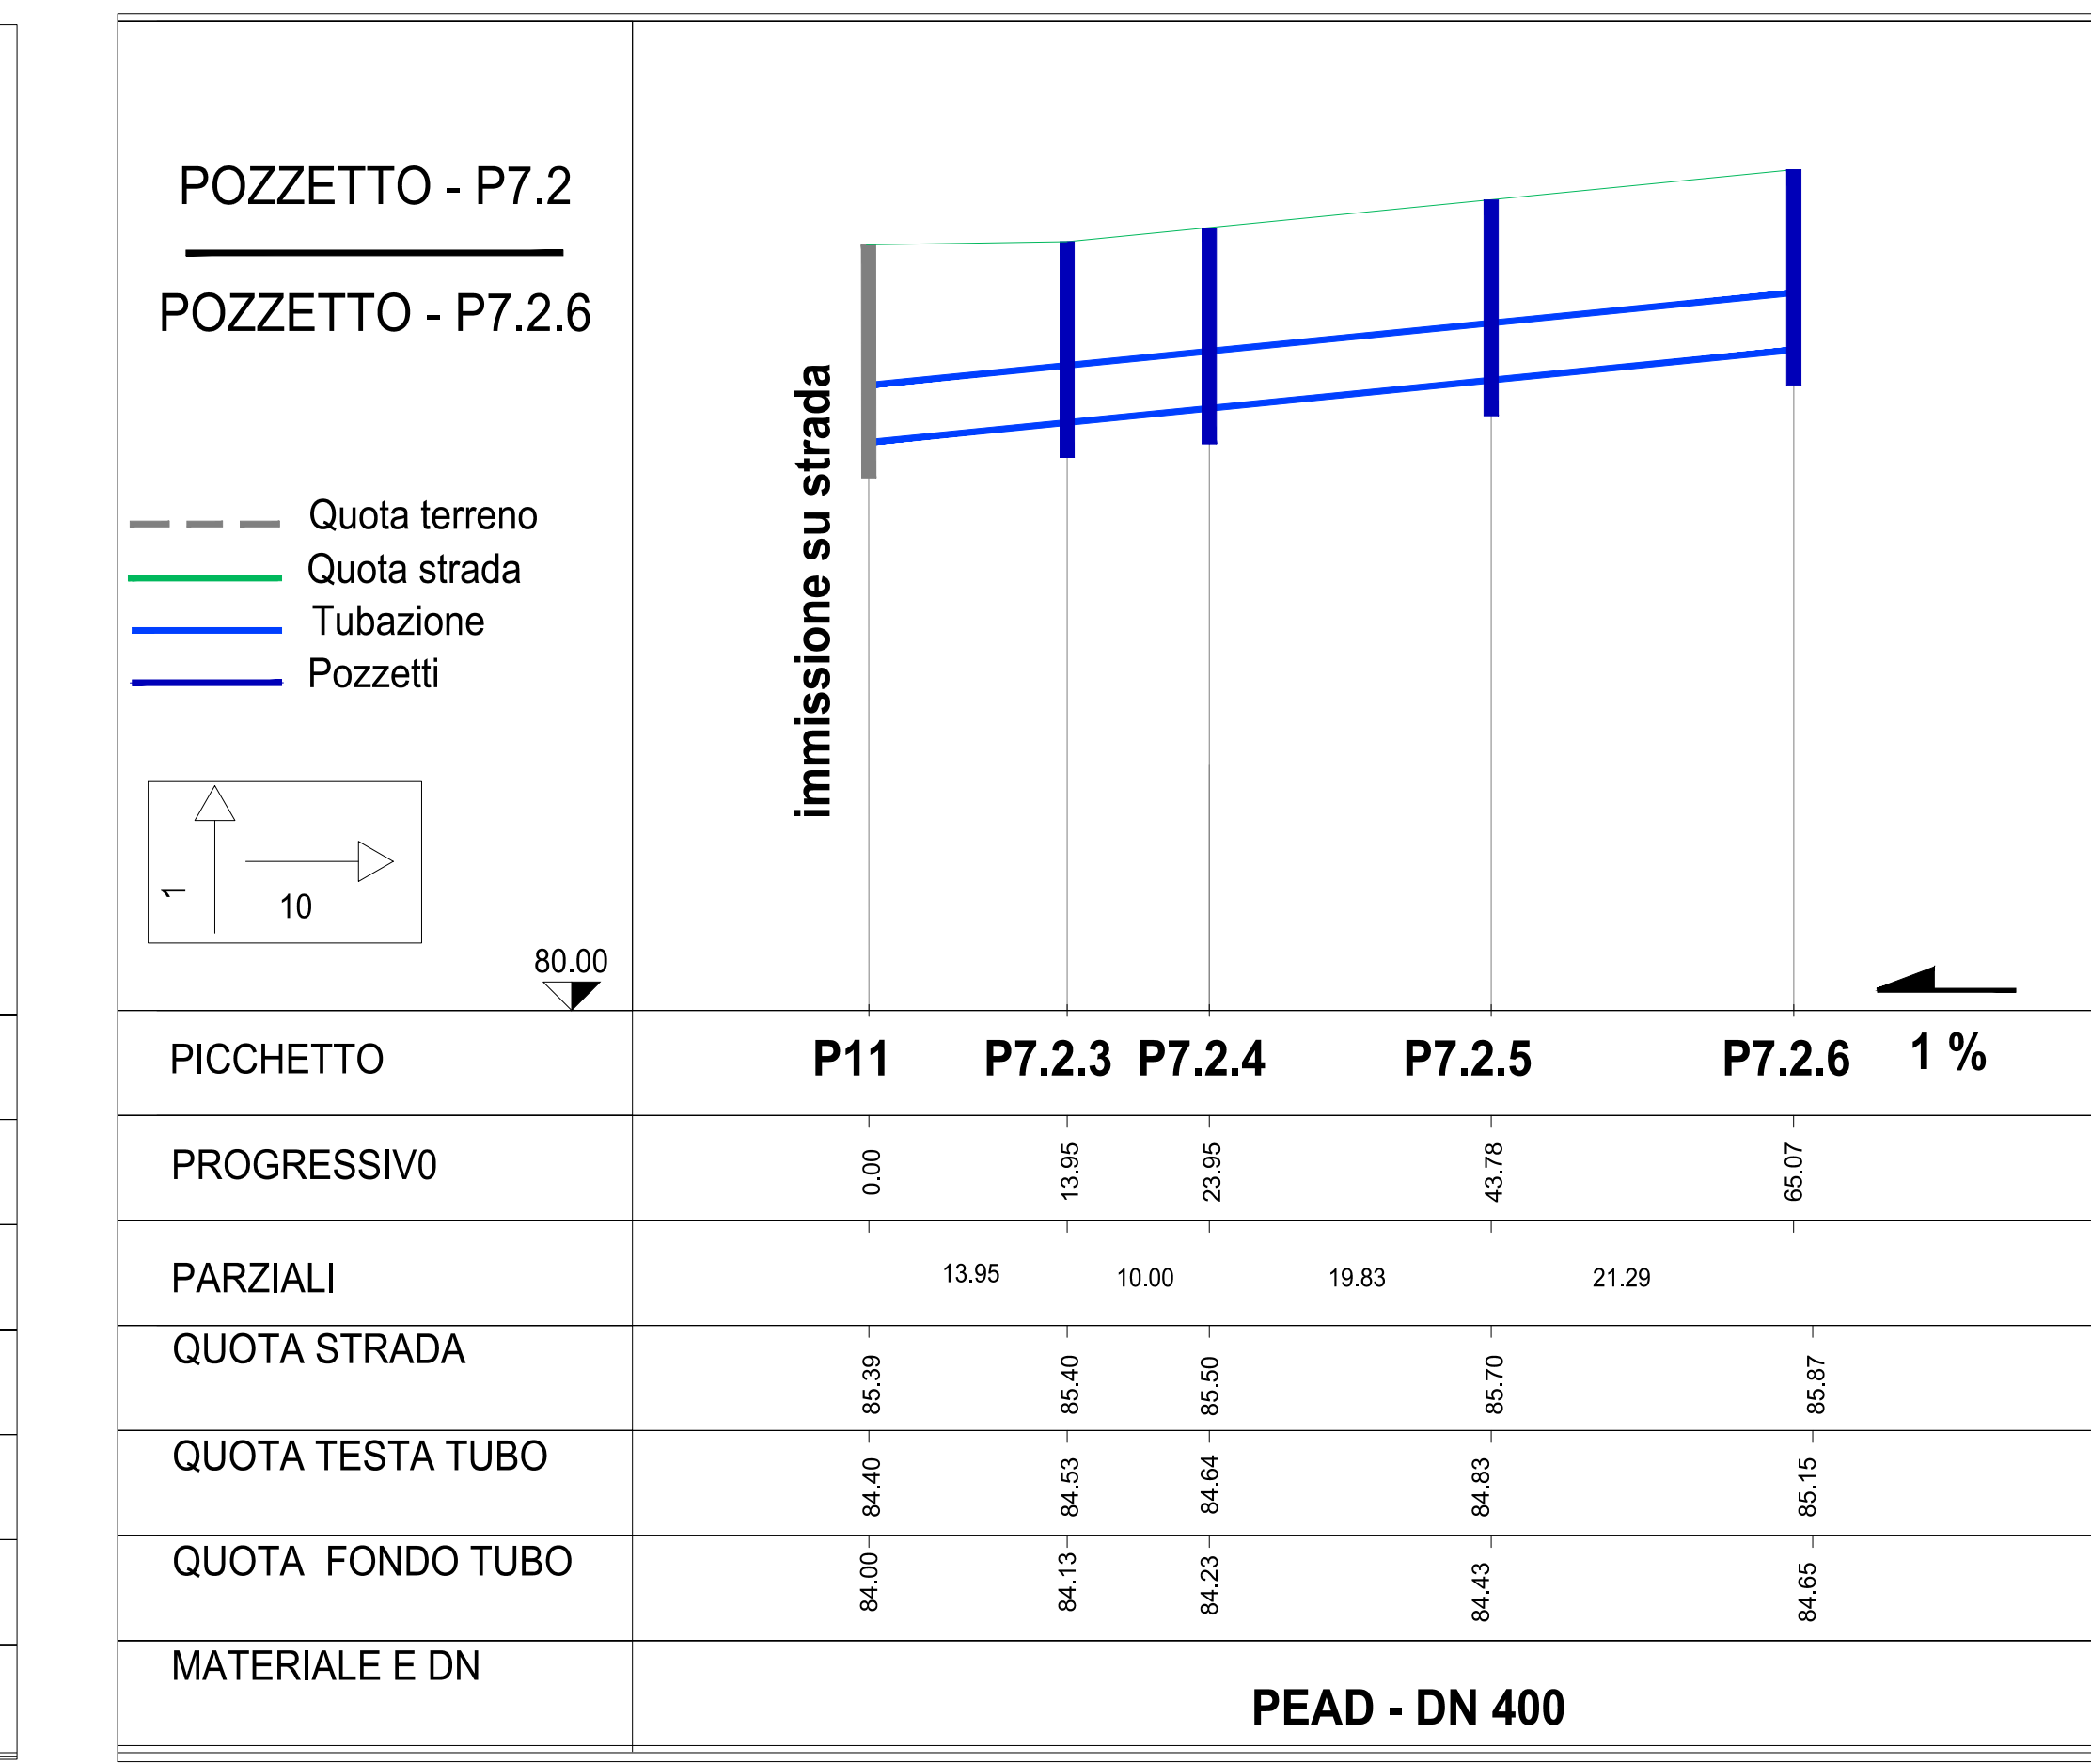 POZZETTO - P7.2
POZZETTO - P7.2.6
immissione su strada
Quota terreno
Quota strada
Tubazione
Pozzetti
1
10
80.00
PICCHETTO P11 P7.2.3 P7.2.4 P7.2.5 P7.2.6 1 %
PROGRESSIV0 0.00 13.95 23.95 43.78 65.07
PARZIALI 13.95 10.00 19.83 21.29
QUOTA STRADA 85.39 85.40 85.50 85.70 85.87
QUOTA TESTA TUBO 84.40 84.53 84.64 84.83 85.15
QUOTA FONDO TUBO 84.00 84.13 84.23 84.43 84.65
MATERIALE E DN
PEAD - DN 400